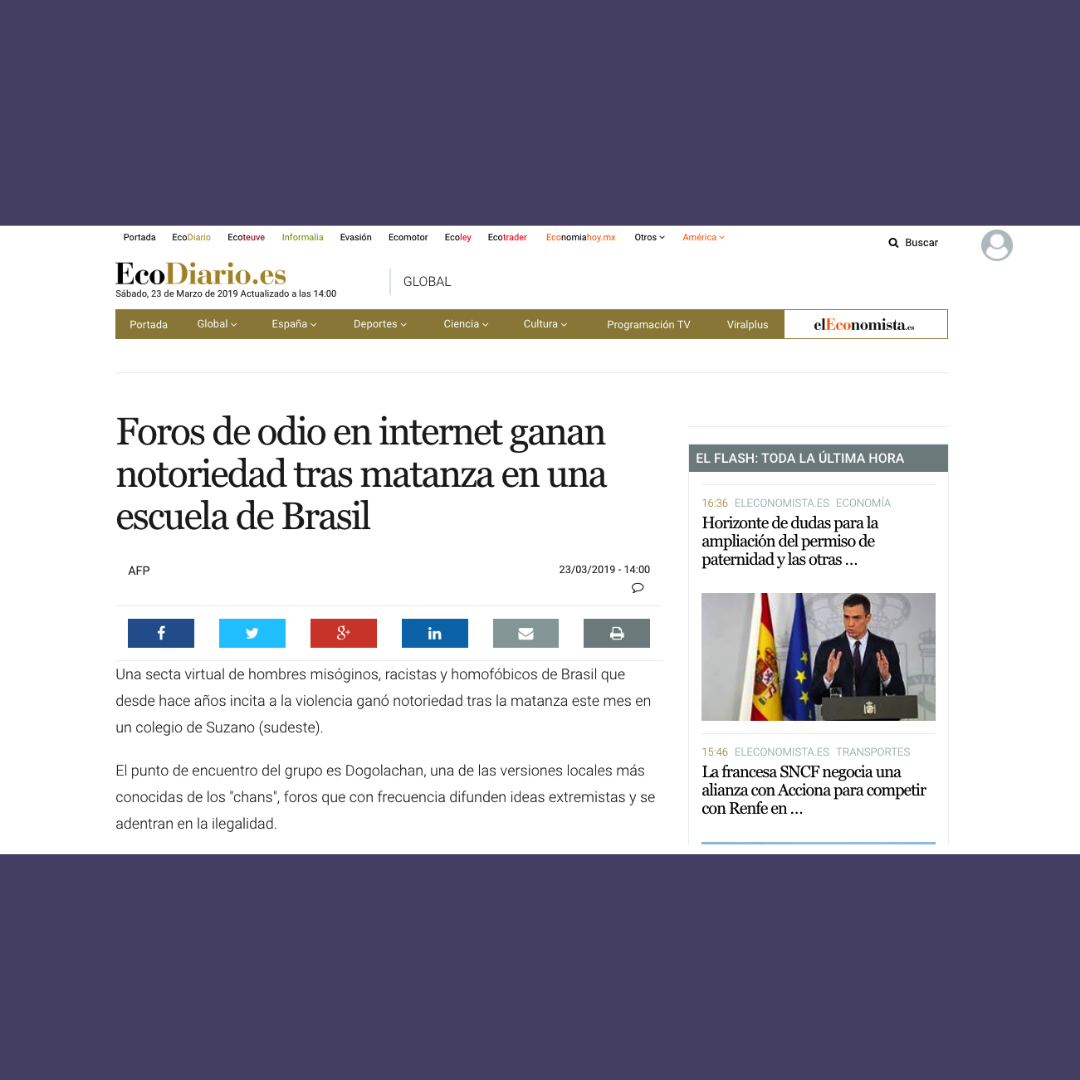 Portada EcoDiario Ecoteuve Informalia Evasión Ecomotor Ecoley Ecotrader Economiahoy.mx Otros América
Buscar
EcoDiario.es
Sábado, 23 de Marzo de 2019 Actualizado a las 14:00
GLOBAL
Portada Global España Deportes Ciencia Cultura Programación TV Viralplus elEconomista.es
Foros de odio en internet ganan
notoriedad tras matanza en una
escuela de Brasil
AFP
23/03/2019 - 14:00
f
g+
in
Una secta virtual de hombres misóginos, racistas y homofóbicos de Brasil que
desde hace años incita a la violencia ganó notoriedad tras la matanza este mes en
un colegio de Suzano (sudeste).
El punto de encuentro del grupo es Dogolachan, una de las versiones locales más
conocidas de los "chans", foros que con frecuencia difunden ideas extremistas y se
adentran en la ilegalidad.
EL FLASH: TODA LA ÚLTIMA HORA
16:36 ELECONOMISTA.ES ECONOMÍA
Horizonte de dudas para la
ampliación del permiso de
paternidad y las otras ...
15:46 ELECONOMISTA.ES TRANSPORTES
La francesa SNCF negocia una
alianza con Acciona para competir
con Renfe en ...